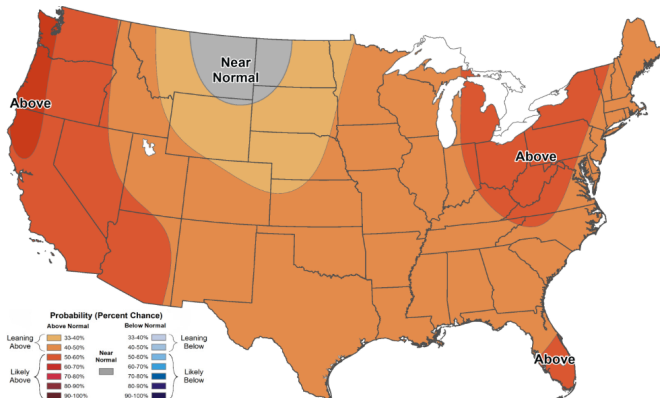 Near
Normal
Above
Above
Above
Probability (Percent Chance)
Above Normal
Below Normal
Leaning
Above
33-40%
40-50%
Likely
Above
50-60%
60-70%
70-80%
80-90%
90-100%
Near
Normal
33-40%
40-50%
Leaning
Below
50-60%
60-70%
70-80%
80-90%
90-100%
Likely
Below